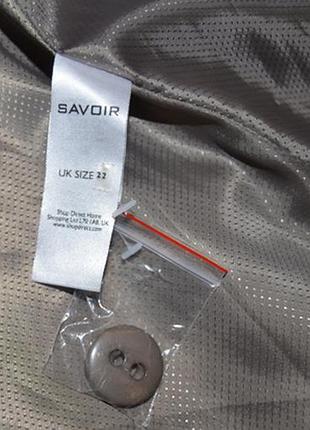 SAVOIR
UK SIZE 22
Shop Direct Home
Shopping Ltd L70 1AB, UK
www.shopdirect.com